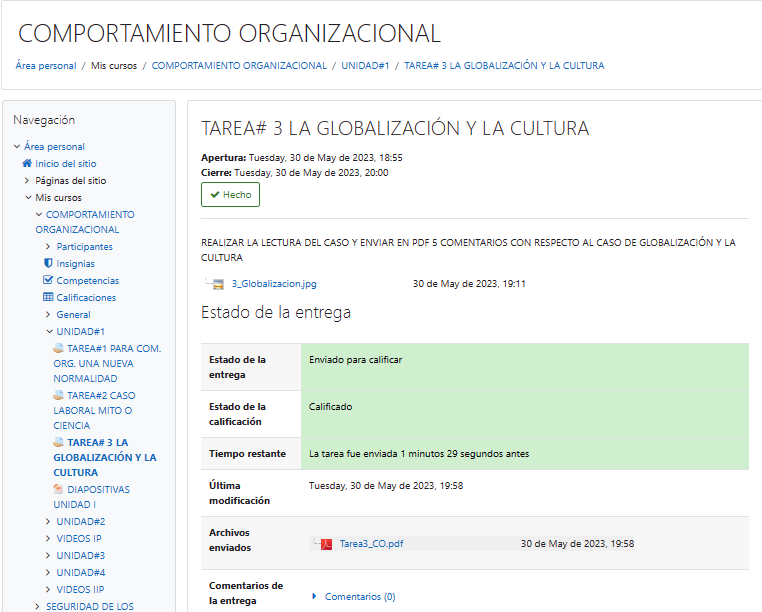 COMPORTAMIENTO ORGANIZACIONAL
Área personal / Mis cursos / COMPORTAMIENTO ORGANIZACIONAL / UNIDAD#1 / TAREA# 3 LA GLOBALIZACIÓN Y LA CULTURA
Navegación
Área personal
Inicio del sitio
Páginas del sitio
Mis cursos
COMPORTAMIENTO
ORGANIZACIONAL
Participantes
Insignias
Competencias
Calificaciones
General
UNIDAD#1
TAREA#1 PARA COM.
ORG. UNA NUEVA
NORMALIDAD
TAREA#2 CASO
LABORAL MITO O
CIENCIA
TAREA# 3 LA
GLOBALIZACIÓN Y LA
CULTURA
DIAPOSITIVAS
UNIDAD I
UNIDAD#2
VIDEOS IP
UNIDAD#3
UNIDAD#4
VIDEOS IIP
SEGURIDAD DE LOS
TAREA# 3 LA GLOBALIZACIÓN Y LA CULTURA
Apertura: Tuesday, 30 de May de 2023, 18:55
Cierre: Tuesday, 30 de May de 2023, 20:00
Hecho
REALIZAR LA LECTURA DEL CASO Y ENVIAR EN PDF 5 COMENTARIOS CON RESPECTO AL CASO DE GLOBALIZACIÓN Y LA
CULTURA
3_Globalizacion.jpg 30 de May de 2023, 19:11
Estado de la entrega
Estado de la
entrega
Enviado para calificar
Estado de la
calificación
Calificado
Tiempo restante La tarea fue enviada 1 minutos 29 segundos antes
Última
modificación
Tuesday, 30 de May de 2023, 19:58
Archivos
enviados
Tarea3_CO.pdf 30 de May de 2023, 19:58
Comentarios de
la entrega
Comentarios (0)